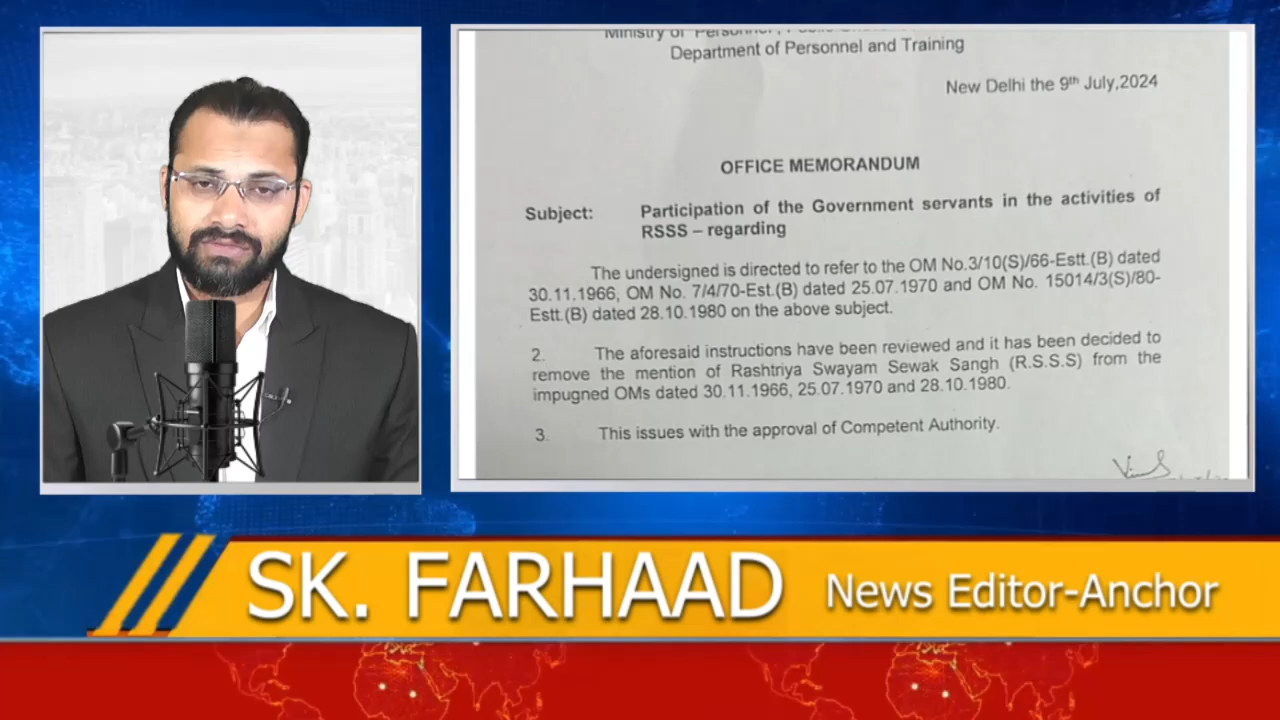 Ministry of Personnel, Public
Department of Personnel and Training
New Delhi the 9th July,2024
OFFICE MEMORANDUM
Subject: Participation of the Government servants in the activities of
RSSS – regarding
The undersigned is directed to refer to the OM No.3/10(S)/66-Estt.(B) dated
30.11.1966, OM No. 7/4/70-Est.(B) dated 25.07.1970 and OM No. 15014/3(S)/80-
Estt.(B) dated 28.10.1980 on the above subject.
2. The aforesaid instructions have been reviewed and it has been decided to
remove the mention of Rashtriya Swayam Sewak Sangh (R.S.S.S) from the
impugned OMs dated 30.11.1966, 25.07.1970 and 28.10.1980.
3. This issues with the approval of Competent Authority.
SK. FARHAAD News Editor-Anchor